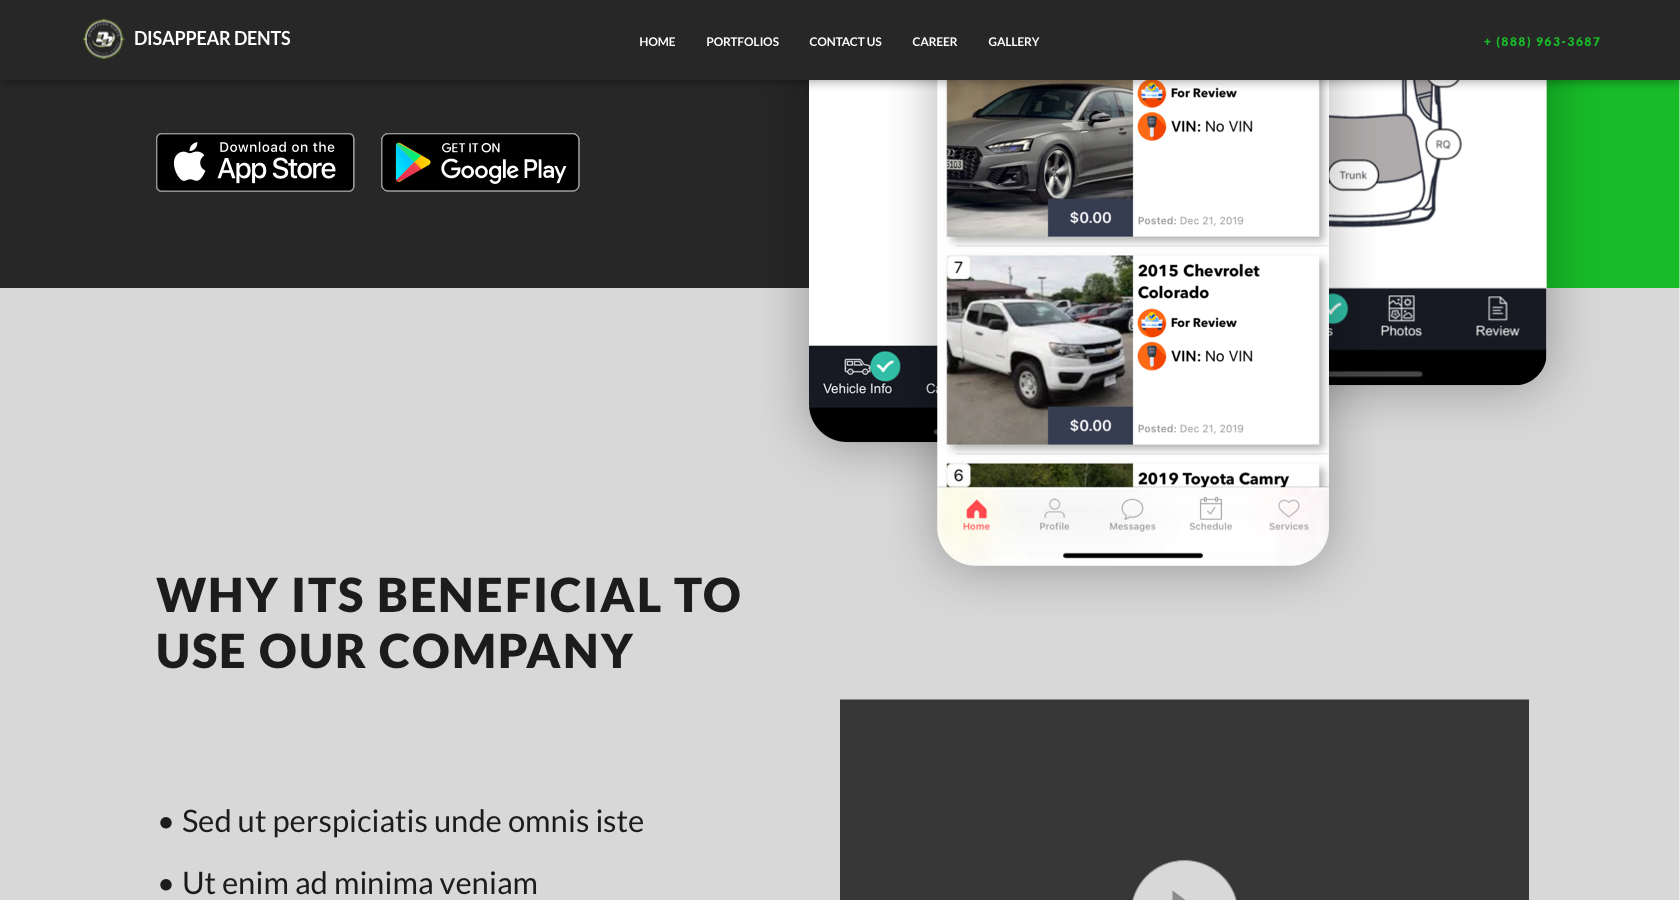 DISAPPEAR DENTS
HOME PORTFOLIOS CONTACT US CAREER GALLERY
+ (888) 963-3687
Download on the
App Store
GET IT ON
Google Play
For Review
VIN: No VIN
$0.00
Posted: Dec 21, 2019
RQ
Trunk
7
2015 Chevrolet
Colorado
For Review
VIN: No VIN
$0.00
Posted: Dec 21, 2019
6
2019 Toyota Camry
Home Profile Messages Schedule Services
Vehicle Info
Photos Review
WHY ITS BENEFICIAL TO
USE OUR COMPANY
• Sed ut perspiciatis unde omnis iste
• Ut enim ad minima veniam